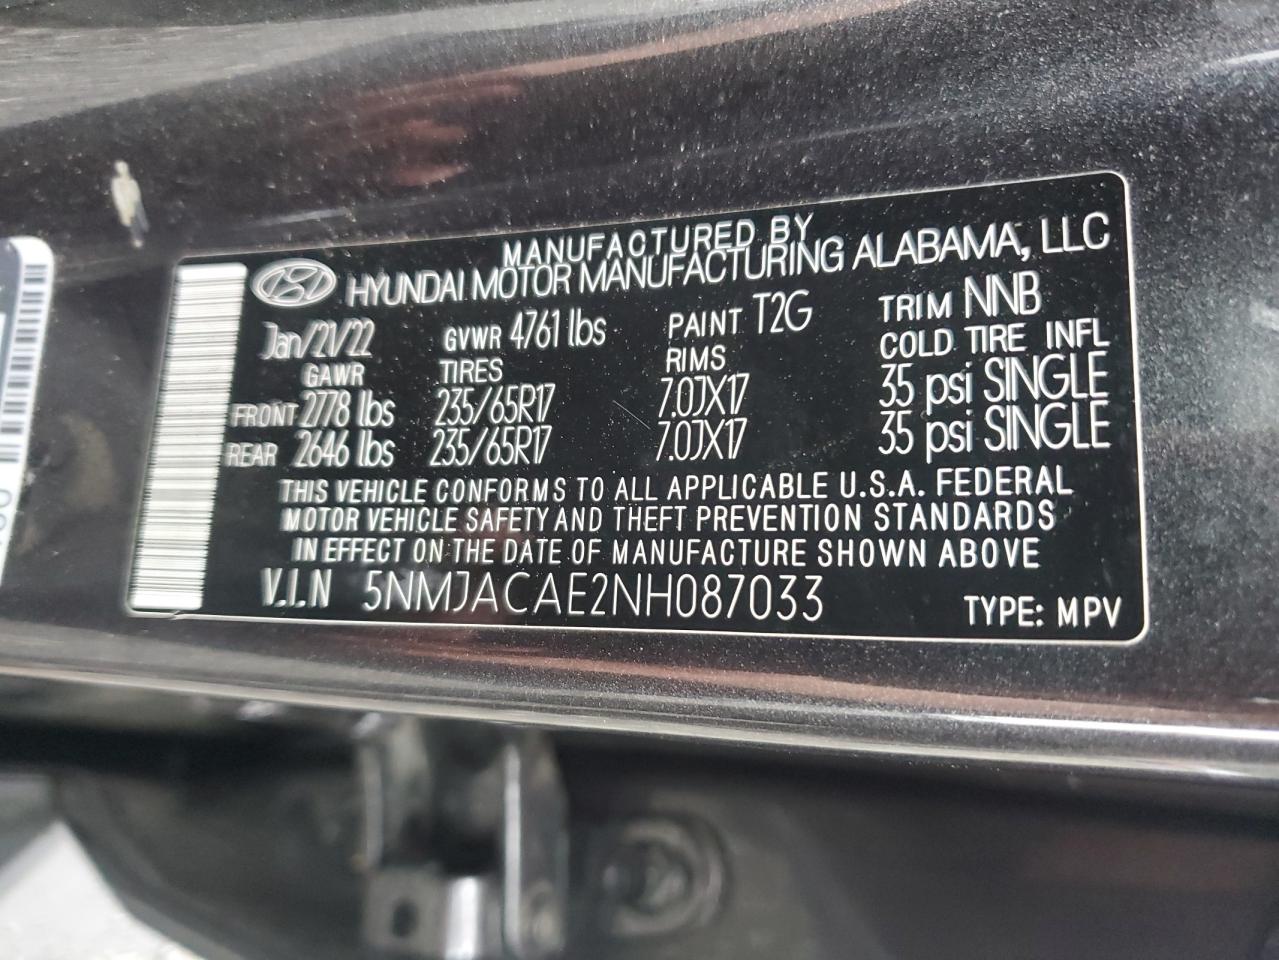 MANUFACTURED BY
HYUNDAI MOTOR MANUFACTURING ALABAMA, LLC
Jan/21/22 GVWR 4761 lbs PAINT T2G TRIM NNB
GAWR TIRES RIMS COLD TIRE INFL
FRONT 2778 lbs 235/65R17 7.0JX17 35 psi SINGLE
REAR 2646 lbs 235/65R17 7.0JX17 35 psi SINGLE
THIS VEHICLE CONFORMS TO ALL APPLICABLE U.S.A. FEDERAL
MOTOR VEHICLE SAFETY AND THEFT PREVENTION STANDARDS
IN EFFECT ON THE DATE OF MANUFACTURE SHOWN ABOVE
V.I.N 5NMJACAE2NH087033 TYPE: MPV